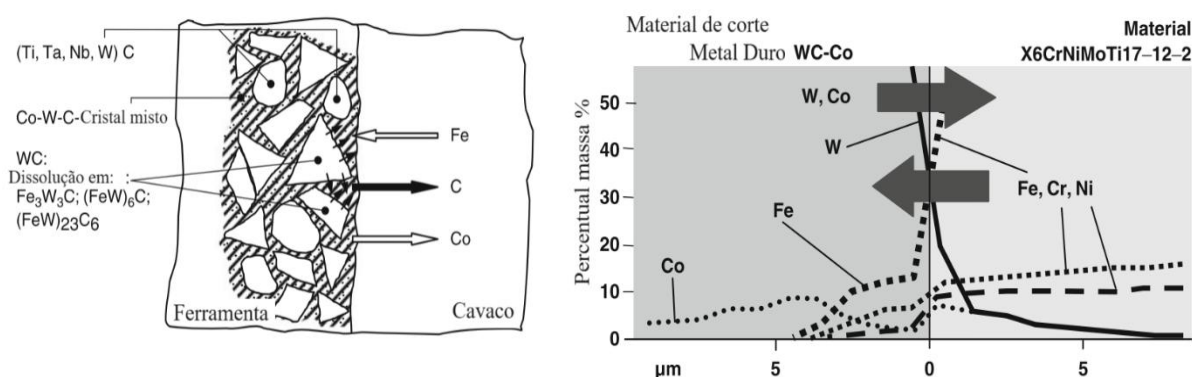 (Ti, Ta, Nb, W) C
Co-W-C-Cristal misto
WC:
Dissolução em: :
Fe3W3C; (FeW)6C;
(FeW)23C6
Fe
C
Co
Ferramenta
Cavaco
Material de corte
Metal Duro WC-Co
Material
X6CrNiMoTi17–12–2
Percentual massa %
50
40
30
20
10
0
W, Co
W
Fe
Fe, Cr, Ni
Co
µm
5
0
5